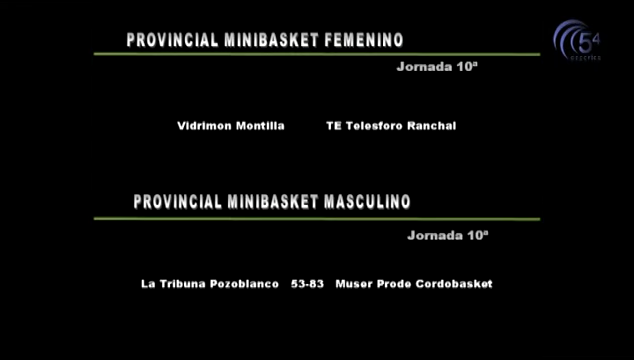 PROVINCIAL MINIBASKET FEMENINO
54
Jornada 10ª
Vidrimon Montilla TE Telesforo Ranchal
PROVINCIAL MINIBASKET MASCULINO
Jornada 10ª
La Tribuna Pozoblanco 53-83 Muser Prode Cordobasket